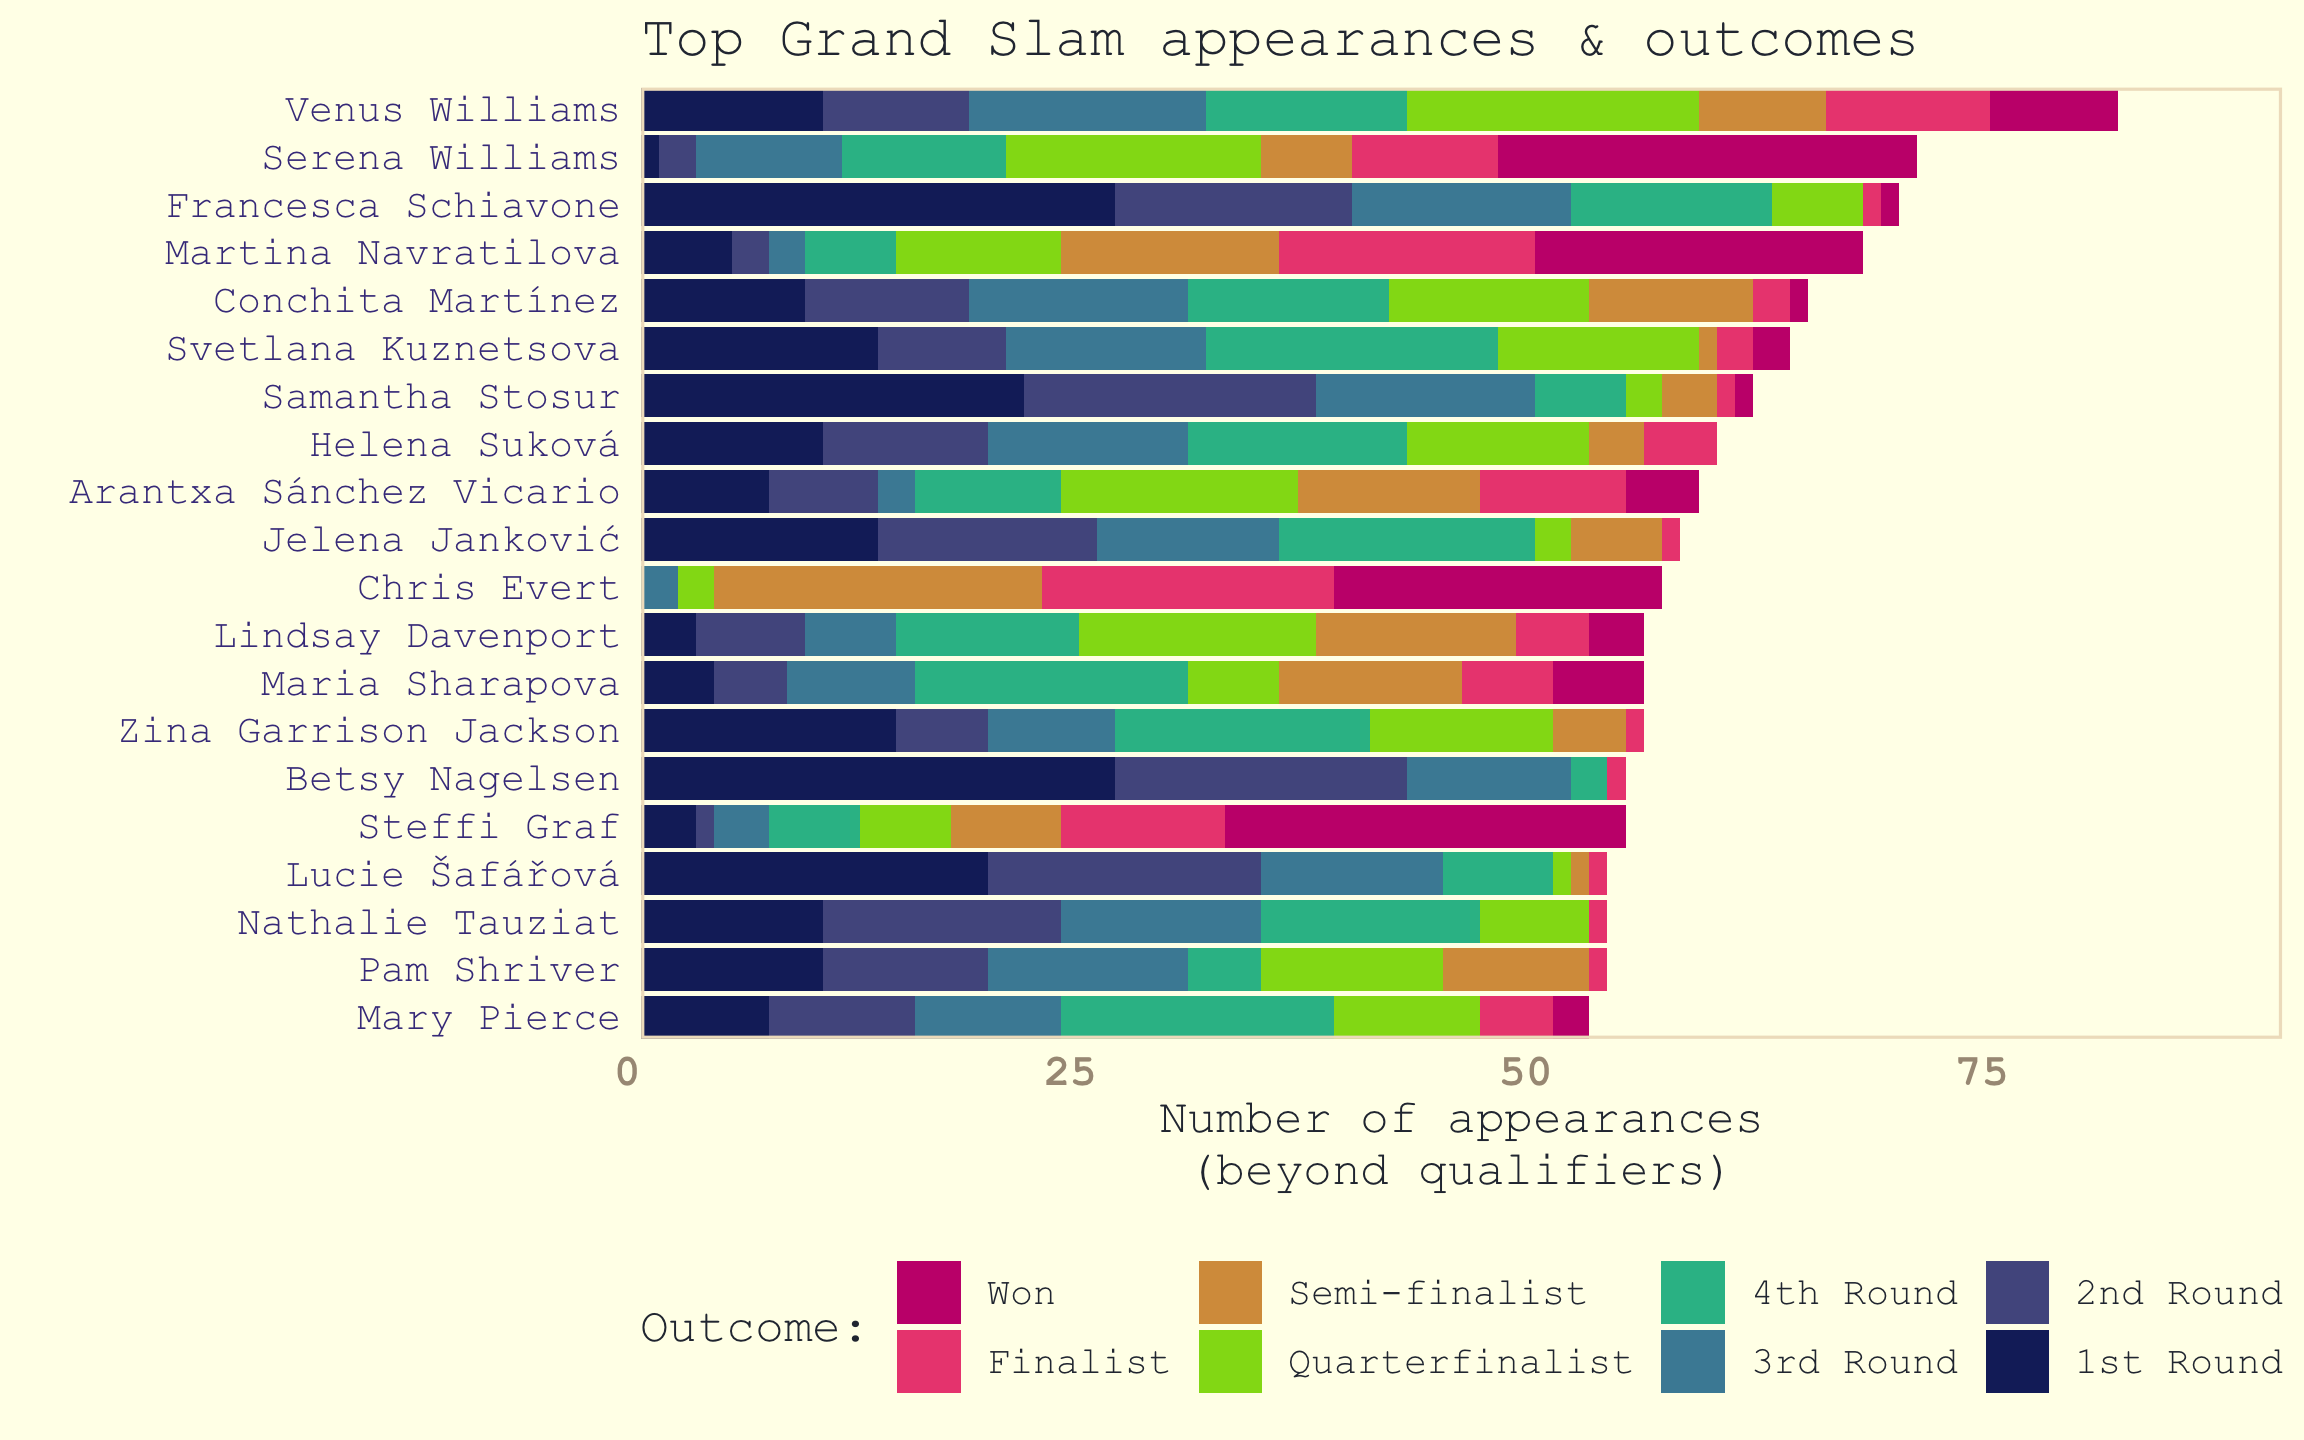 Top Grand Slam appearances & outcomes
Venus Williams
Serena Williams
Francesca Schiavone
Martina Navratilova
Conchita Martínez
Svetlana Kuznetsova
Samantha Stosur
Helena Suková
Arantxa Sánchez Vicario
Jelena Janković
Chris Evert
Lindsay Davenport
Maria Sharapova
Zina Garrison Jackson
Betsy Nagelsen
Steffi Graf
Lucie Šafářová
Nathalie Tauziat
Pam Shriver
Mary Pierce
0 25 50 75
Number of appearances
(beyond qualifiers)
Outcome:
Won Semi-finalist 4th Round 2nd Round
Finalist Quarterfinalist 3rd Round 1st Round